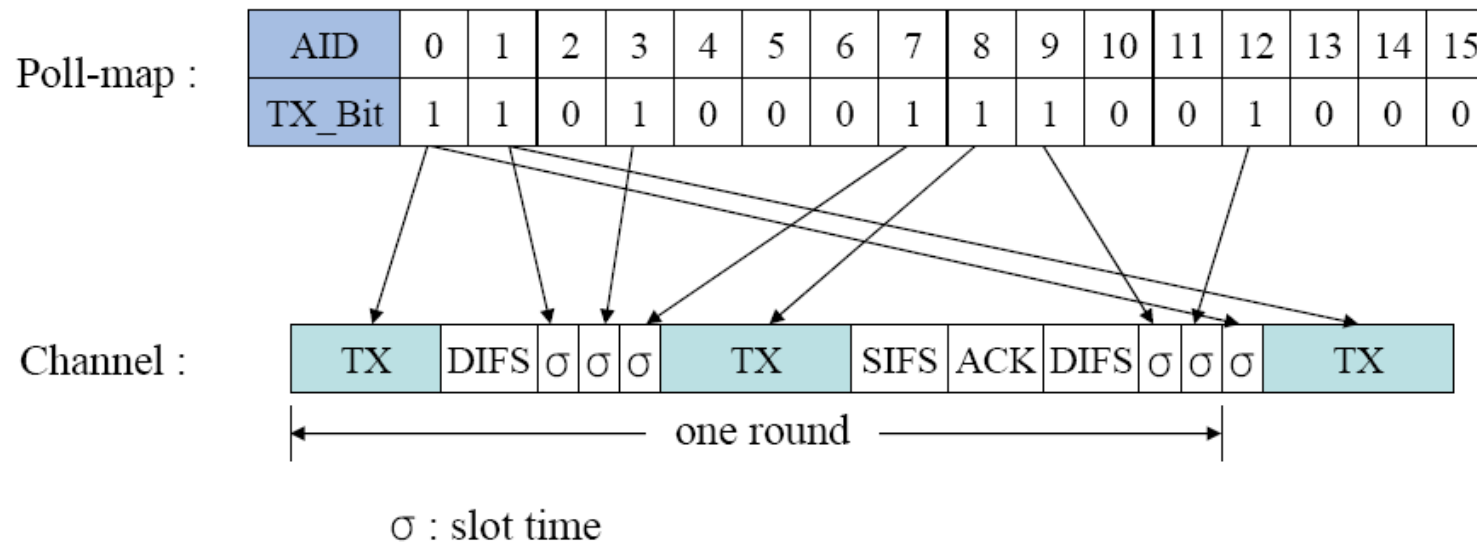 Poll-map :
AID 0 1 2 3 4 5 6 7 8 9 10 11 12 13 14 15
TX_Bit 1 1 0 1 0 0 0 1 1 1 0 0 1 0 0 0
Channel :
TX DIFS σ σ σ TX SIFS ACK DIFS σ σ σ TX
one round
σ : slot time